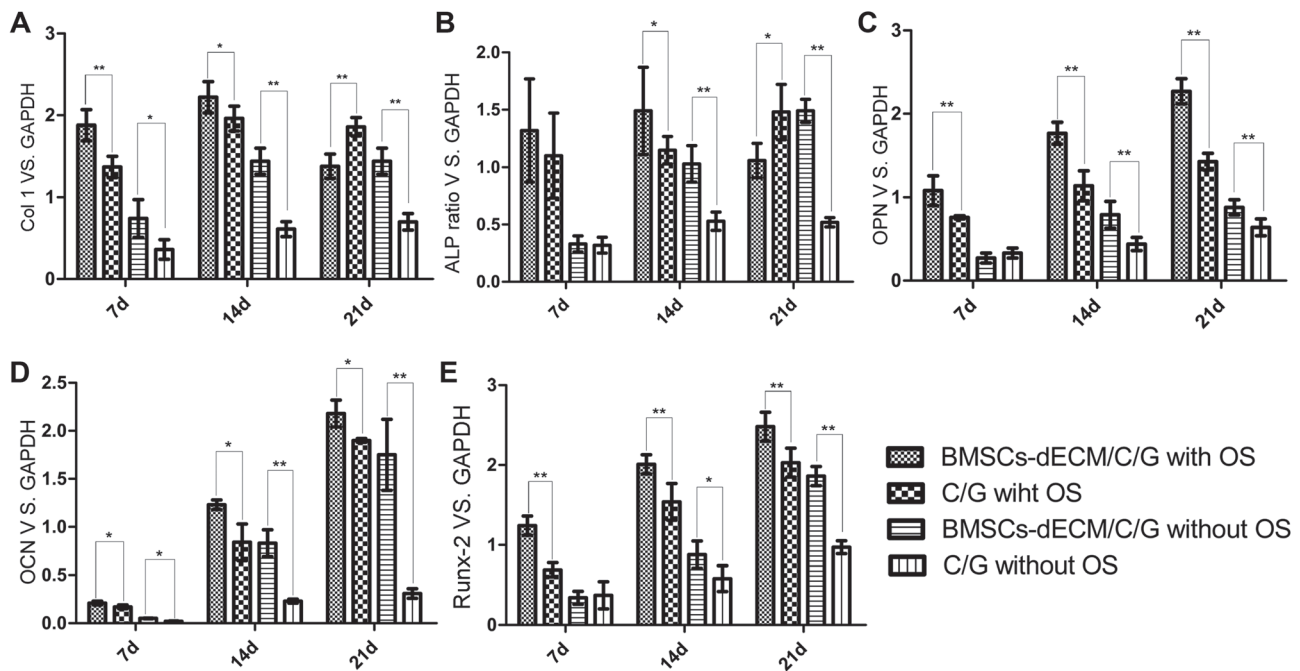 A
Col 1 VS. GAPDH
3
2
1
0
** * * ** ** **
7d 14d 21d
B
ALP ratio V S. GAPDH
2.0
1.5
1.0
0.5
0.0
* ** * **
7d 14d 21d
C
OPN V S. GAPDH
3
2
1
0
** ** ** ** **
7d 14d 21d
D
OCN V S. GAPDH
2.5
2.0
1.5
1.0
0.5
0.0
* * * ** * **
7d 14d 21d
E
Runx-2 VS. GAPDH
3
2
1
0
** ** * ** **
7d 14d 21d
BMSCs-dECM/C/G with OS
C/G wiht OS
BMSCs-dECM/C/G without OS
C/G without OS